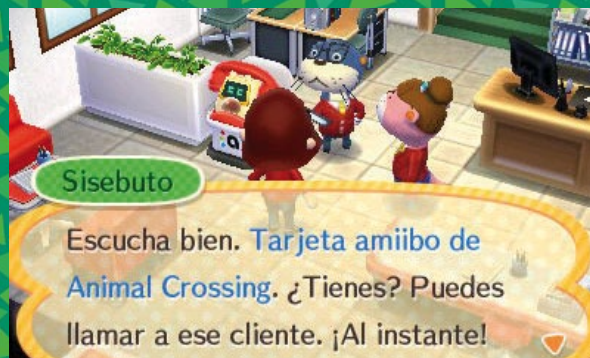 Sisebuto
Escucha bien. Tarjeta amiibo de
Animal Crossing. ¿Tienes? Puedes
llamar a ese cliente. ¡Al instante!